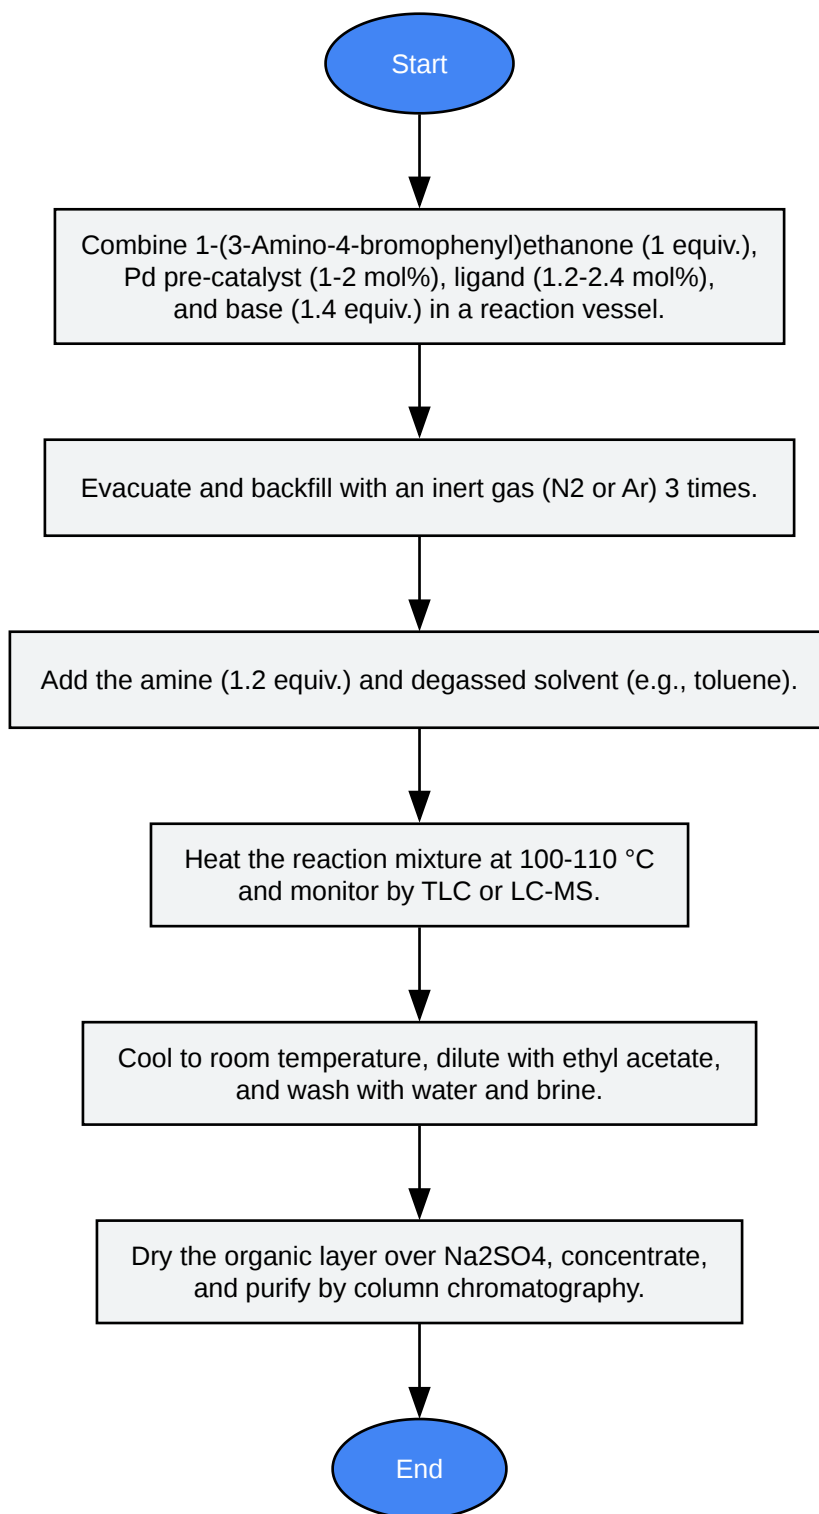 Start
Combine 1-(3-Amino-4-bromophenyl)ethanone (1 equiv.),
Pd pre-catalyst (1-2 mol%), ligand (1.2-2.4 mol%),
and base (1.4 equiv.) in a reaction vessel.
Evacuate and backfill with an inert gas (N2 or Ar) 3 times.
Add the amine (1.2 equiv.) and degassed solvent (e.g., toluene).
Heat the reaction mixture at 100-110 °C
and monitor by TLC or LC-MS.
Cool to room temperature, dilute with ethyl acetate,
and wash with water and brine.
Dry the organic layer over Na2SO4, concentrate,
and purify by column chromatography.
End